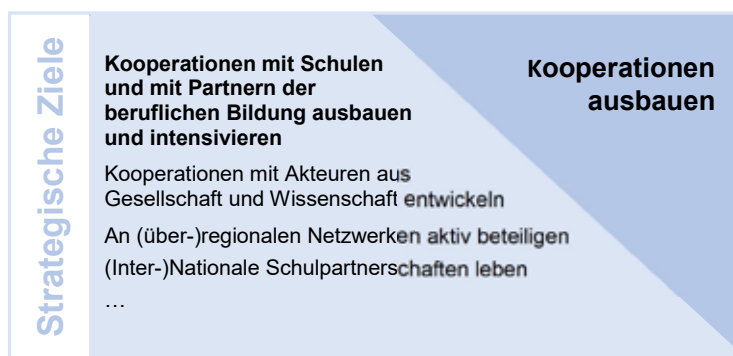 Strategische Ziele
Kooperationen mit Schulen
und mit Partnern der
beruflichen Bildung ausbauen
und intensivieren
Kooperationen mit Akteuren aus
Gesellschaft und Wissenschaft entwickeln
An (über-)regionalen Netzwerken aktiv beteiligen
(Inter-)Nationale Schulpartnerschaften leben
…
Kooperationen
ausbauen